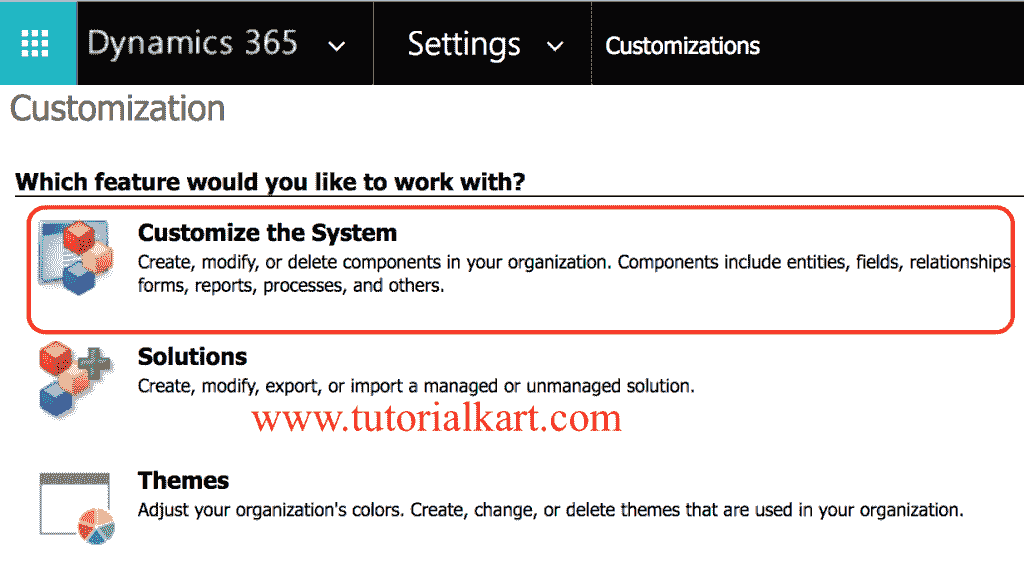 Dynamics 365 Settings Customizations
Customization
Which feature would you like to work with?
Customize the System
Create, modify, or delete components in your organization. Components include entities, fields, relationships
forms, reports, processes, and others.
Solutions
Create, modify, export, or import a managed or unmanaged solution.
www.tutorialkart.com
Themes
Adjust your organization's colors. Create, change, or delete themes that are used in your organization.